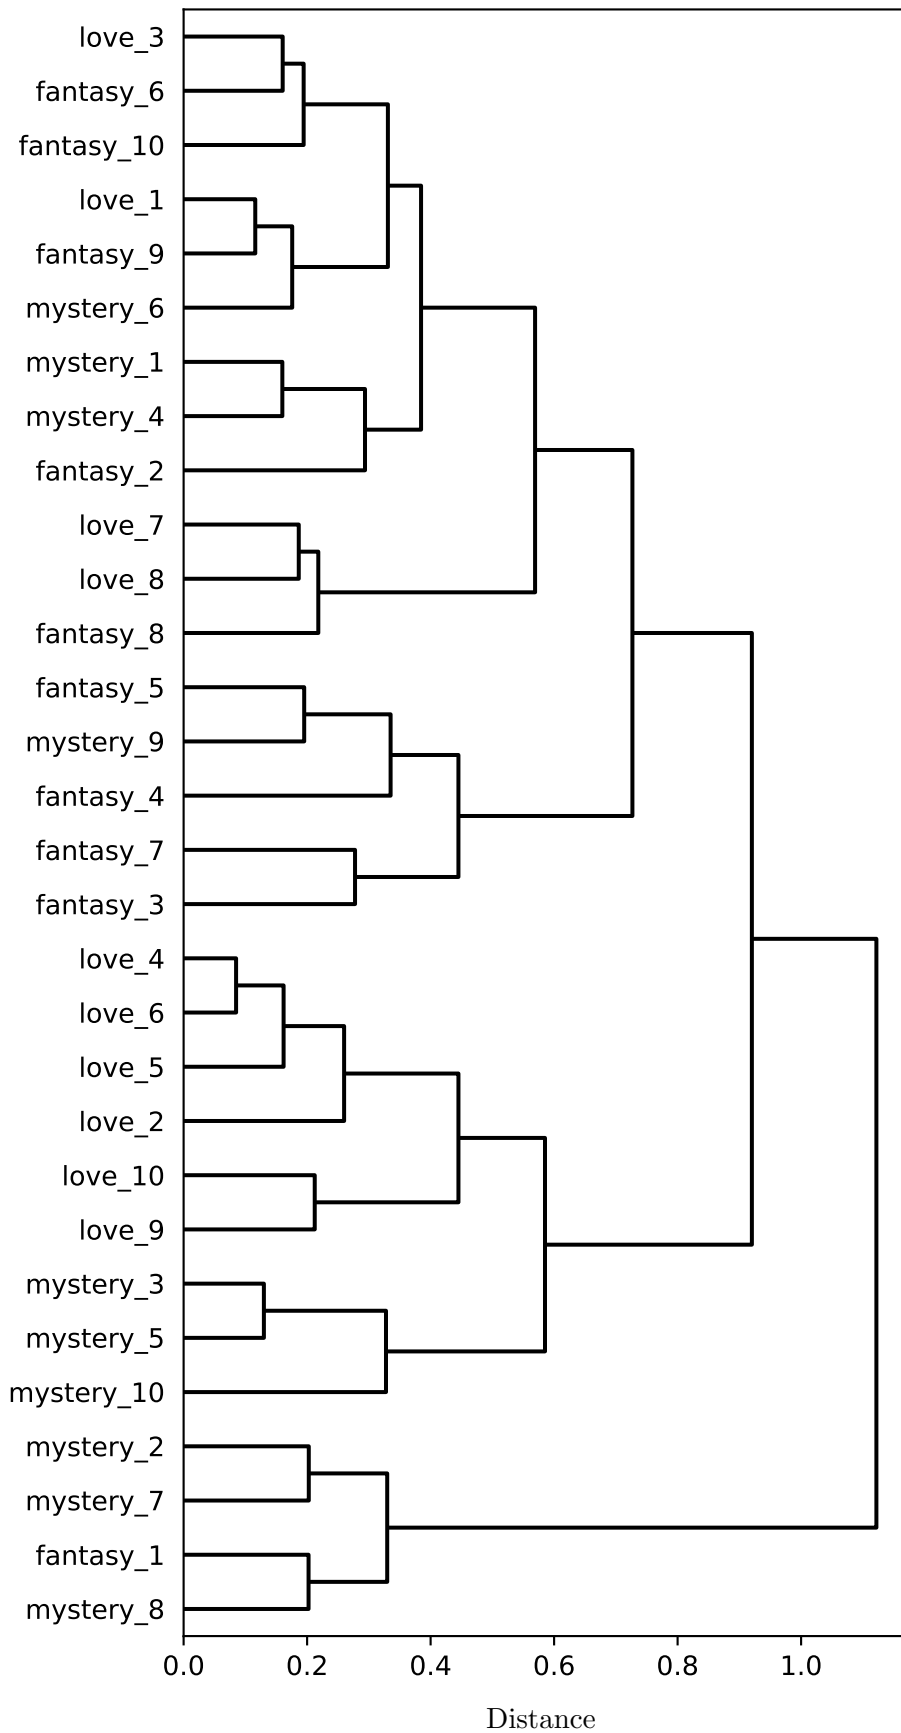 love_3
fantasy_6
fantasy_10
love_1
fantasy_9
mystery_6
mystery_1
mystery_4
fantasy_2
love_7
love_8
fantasy_8
fantasy_5
mystery_9
fantasy_4
fantasy_7
fantasy_3
love_4
love_6
love_5
love_2
love_10
love_9
mystery_3
mystery_5
mystery_10
mystery_2
mystery_7
fantasy_1
mystery_8
0.0 0.2 0.4 0.6 0.8 1.0
Distance